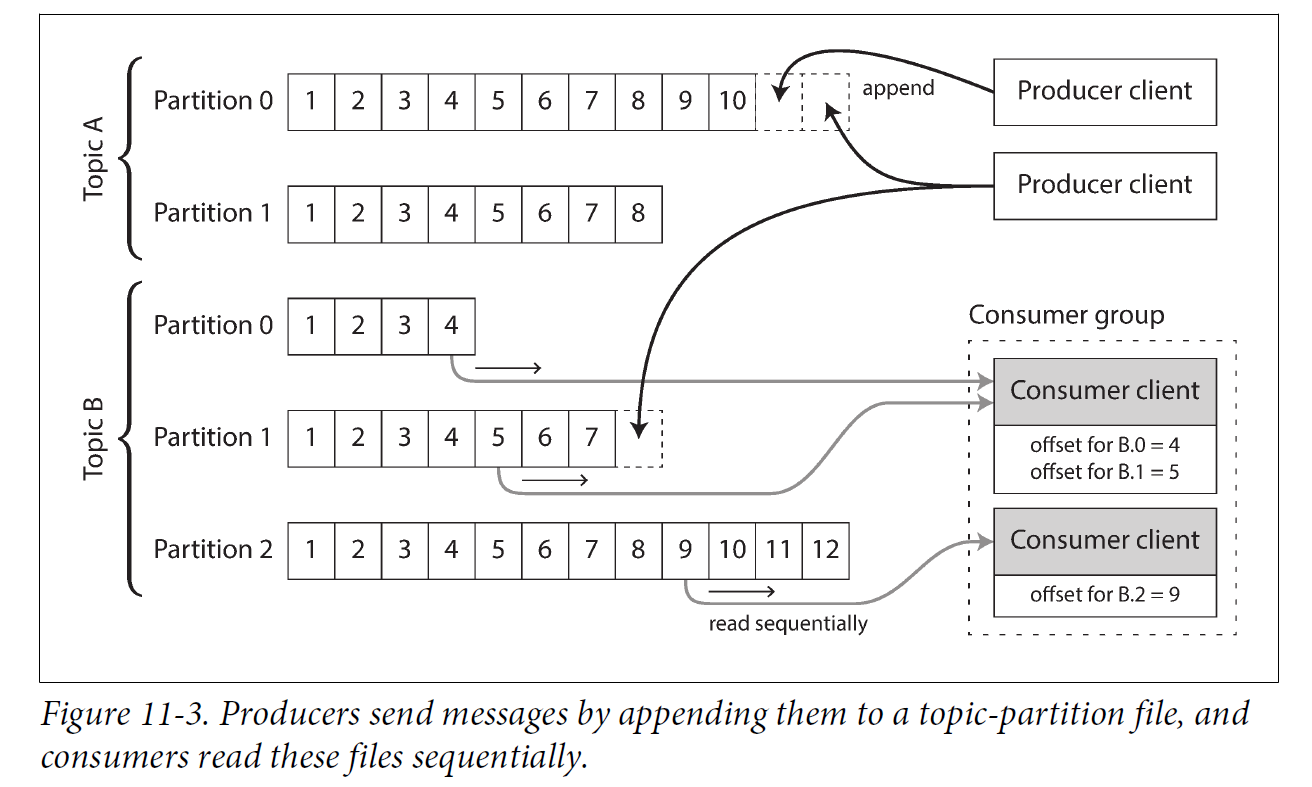 Topic A
Partition 0
1 2 3 4 5 6 7 8 9 10
append
Producer client
Partition 1
1 2 3 4 5 6 7 8
Producer client
Topic B
Partition 0
1 2 3 4
Partition 1
1 2 3 4 5 6 7
Partition 2
1 2 3 4 5 6 7 8 9 10 11 12
read sequentially
Consumer group
Consumer client
offset for B.0 = 4
offset for B.1 = 5
Consumer client
offset for B.2 = 9
Figure 11-3. Producers send messages by appending them to a topic-partition file, and
consumers read these files sequentially.